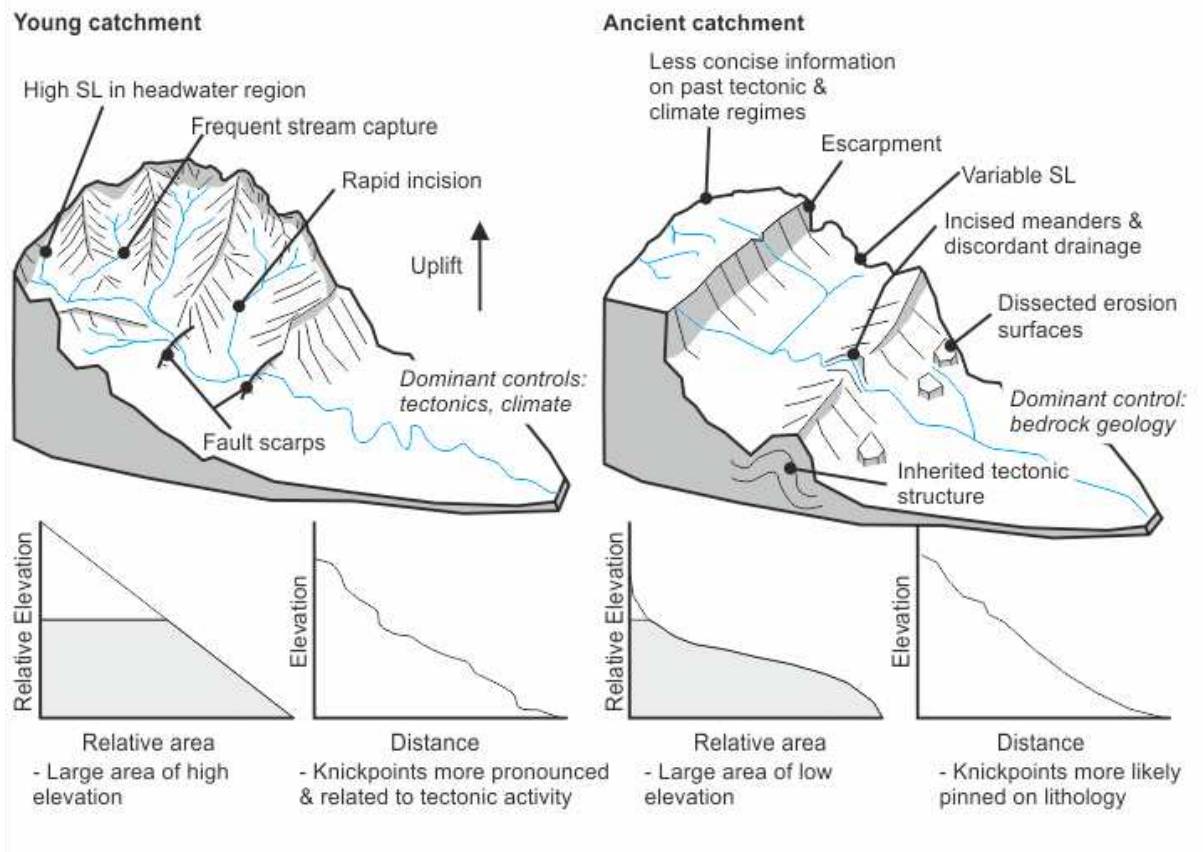 Young catchment
High SL in headwater region
Frequent stream capture
Rapid incision
Uplift
Dominant controls:
tectonics, climate
Fault scarps
Relative Elevation
Relative area
- Large area of high
elevation
Elevation
Distance
- Knickpoints more pronounced
& related to tectonic activity
Ancient catchment
Less concise information
on past tectonic &
climate regimes
Escarpment
Variable SL
Incised meanders &
discordant drainage
Dissected erosion
surfaces
Dominant control:
bedrock geology
Inherited tectonic
structure
Relative Elevation
Relative area
- Large area of low
elevation
Elevation
Distance
- Knickpoints more likely
pinned on lithology